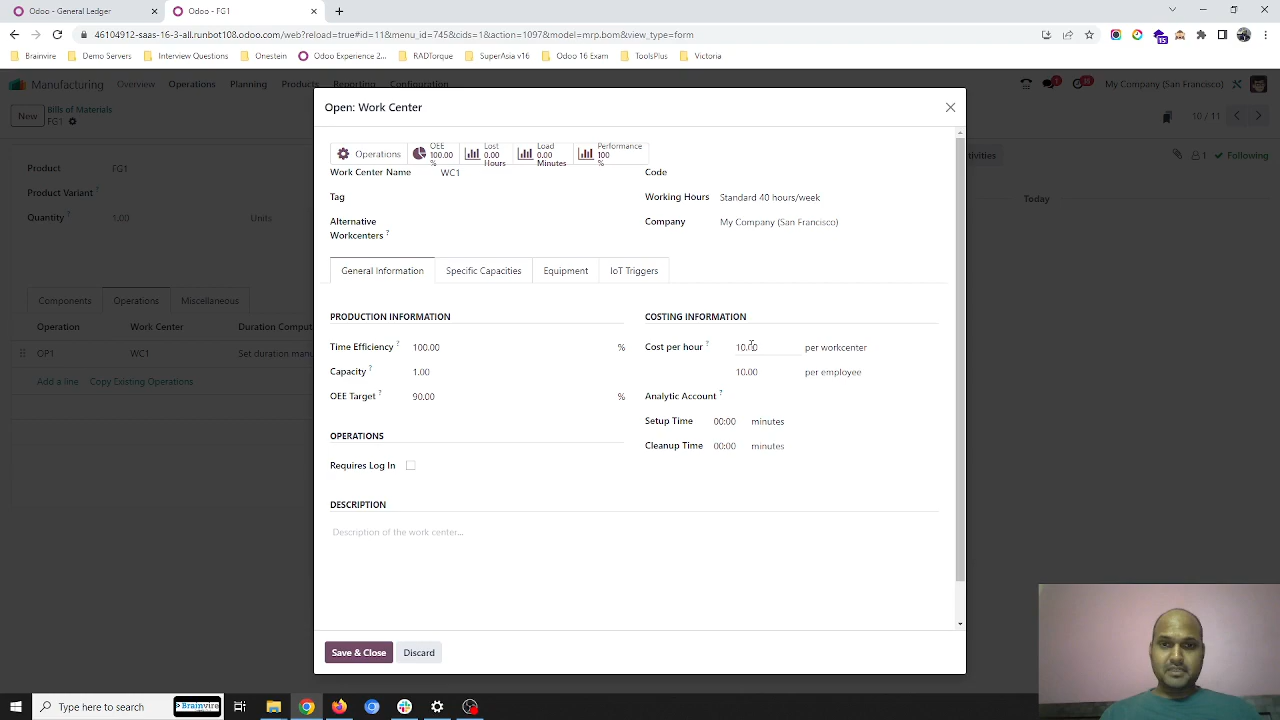 Odoo - General Ledger
Odoo - FG1
46104912-saas-16-3-all.runbot108.odoo.com/web?reload=true#id=11&menu_id=745&cids=1&action=1097&model=mrp.bom&view_type=form
Brainvire
Demo Servers
Interview Questions
Onestein
Odoo Experience 2...
RADTorque
SuperAsia v16
Odoo 16 Exam
ToolsPlus
Victoria
Manufacturing Overview Operations Planning Products Reporting Configuration
My Company (San Francisco)
New
Bills of Materials
FG1
10 / 11
Open: Work Center
Operations
OEE
100.00
%
Lost
0.00
Hours
Load
0.00
Minutes
Performance
100
%
Product FG1
Product Variant ?
Quantity ? 1.00 Units
Following
Today
Work Center Name WC1
Tag
Alternative
Workcenters ?
Code
Working Hours Standard 40 hours/week
Company My Company (San Francisco)
General Information Specific Capacities Equipment IoT Triggers
Components Operations Miscellaneous
Operation Work Center
OP1 WC1
Add a line Copy Existing Operations
PRODUCTION INFORMATION
Time Efficiency ? 100.00 %
Capacity ? 1.00
OEE Target ? 90.00 %
COSTING INFORMATION
Cost per hour ? 10.00 per workcenter
10.00 per employee
Analytic Account ?
Setup Time 00:00 minutes
Cleanup Time 00:00 minutes
OPERATIONS
Requires Log In
DESCRIPTION
Description of the work center...
Save & Close Discard
Type here to search
Brainvire